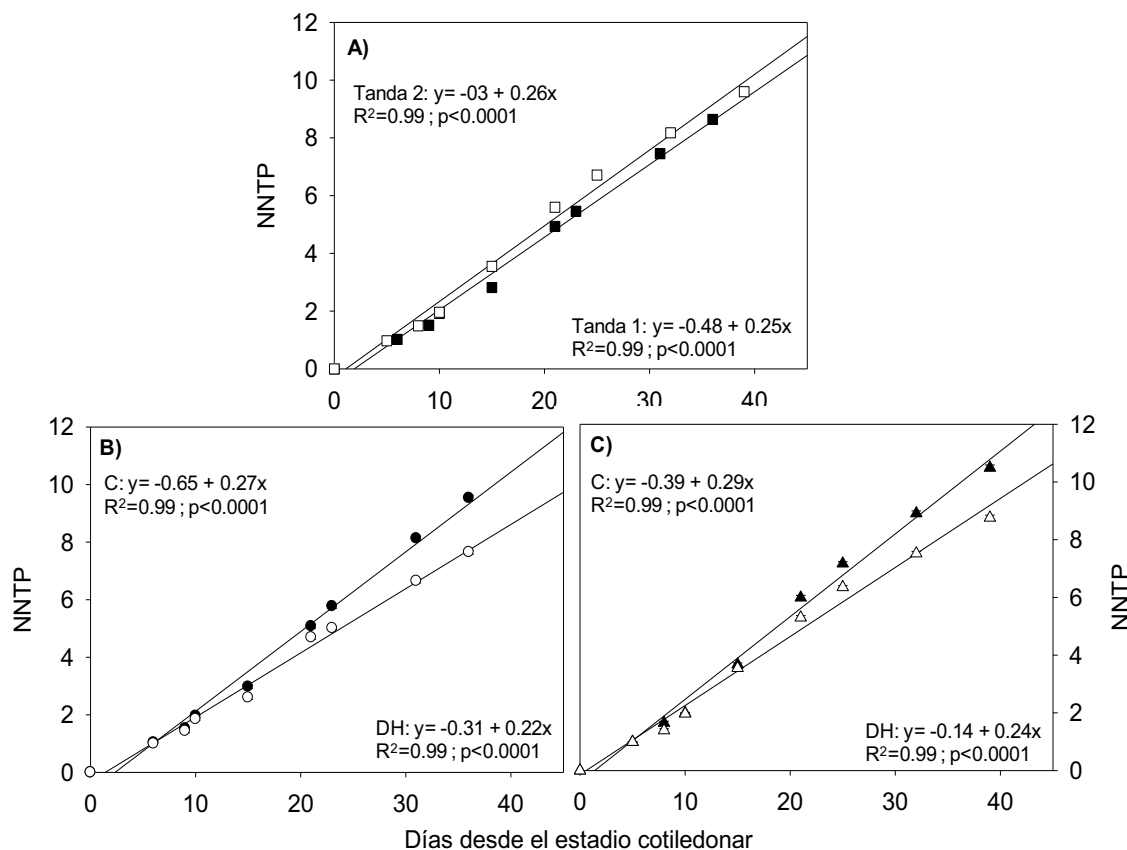 A)
Tanda 2: y= -03 + 0.26x
R²=0.99 ; p<0.0001
Tanda 1: y= -0.48 + 0.25x
R²=0.99 ; p<0.0001
NNTP
12
10
8
6
4
2
0
0 10 20 30 40
B)
C: y= -0.65 + 0.27x
R²=0.99 ; p<0.0001
DH: y= -0.31 + 0.22x
R²=0.99 ; p<0.0001
NNTP
12
10
8
6
4
2
0
0 10 20 30 40
C)
C: y= -0.39 + 0.29x
R²=0.99 ; p<0.0001
DH: y= -0.14 + 0.24x
R²=0.99 ; p<0.0001
NNTP
12
10
8
6
4
2
0
0 10 20 30 40
Días desde el estadio cotiledonar